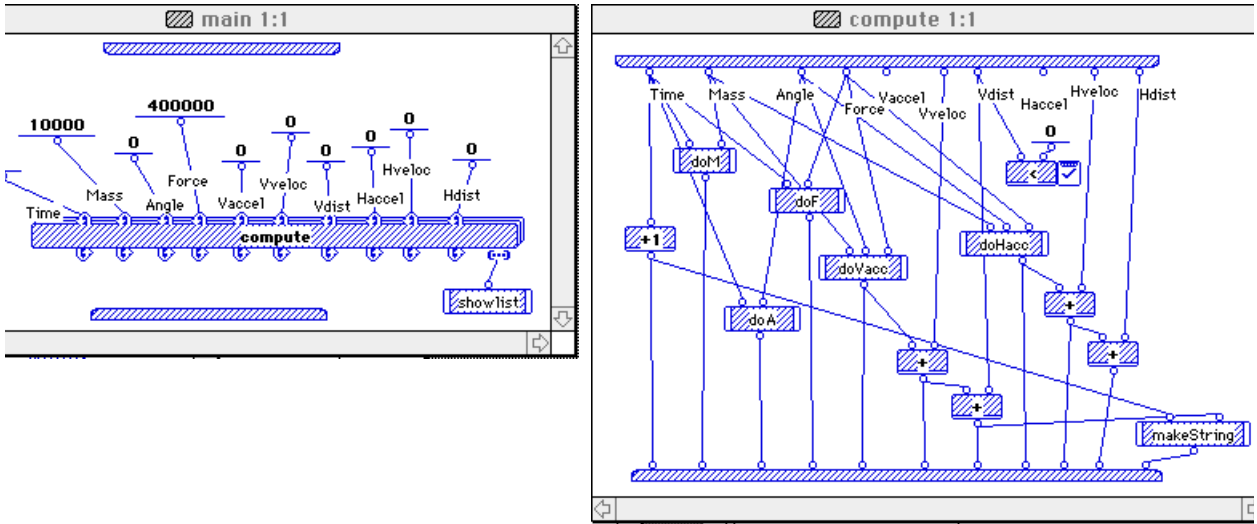 main 1:1
400000
10000
0
0
0
0
0
0
0
Hveloc
Force
Vveloc
Mass
Haccel
Hdist
Angle
Vaccel
Vdist
Time
compute
showlist
compute 1:1
Time
Mass
Angle
Force
Vaccel
Vveloc
Vdist
Haccel
Hveloc
Hdist
0
doM
<
doF
+1
doHacc
doVacc
+
doA
+
+
+
makeString